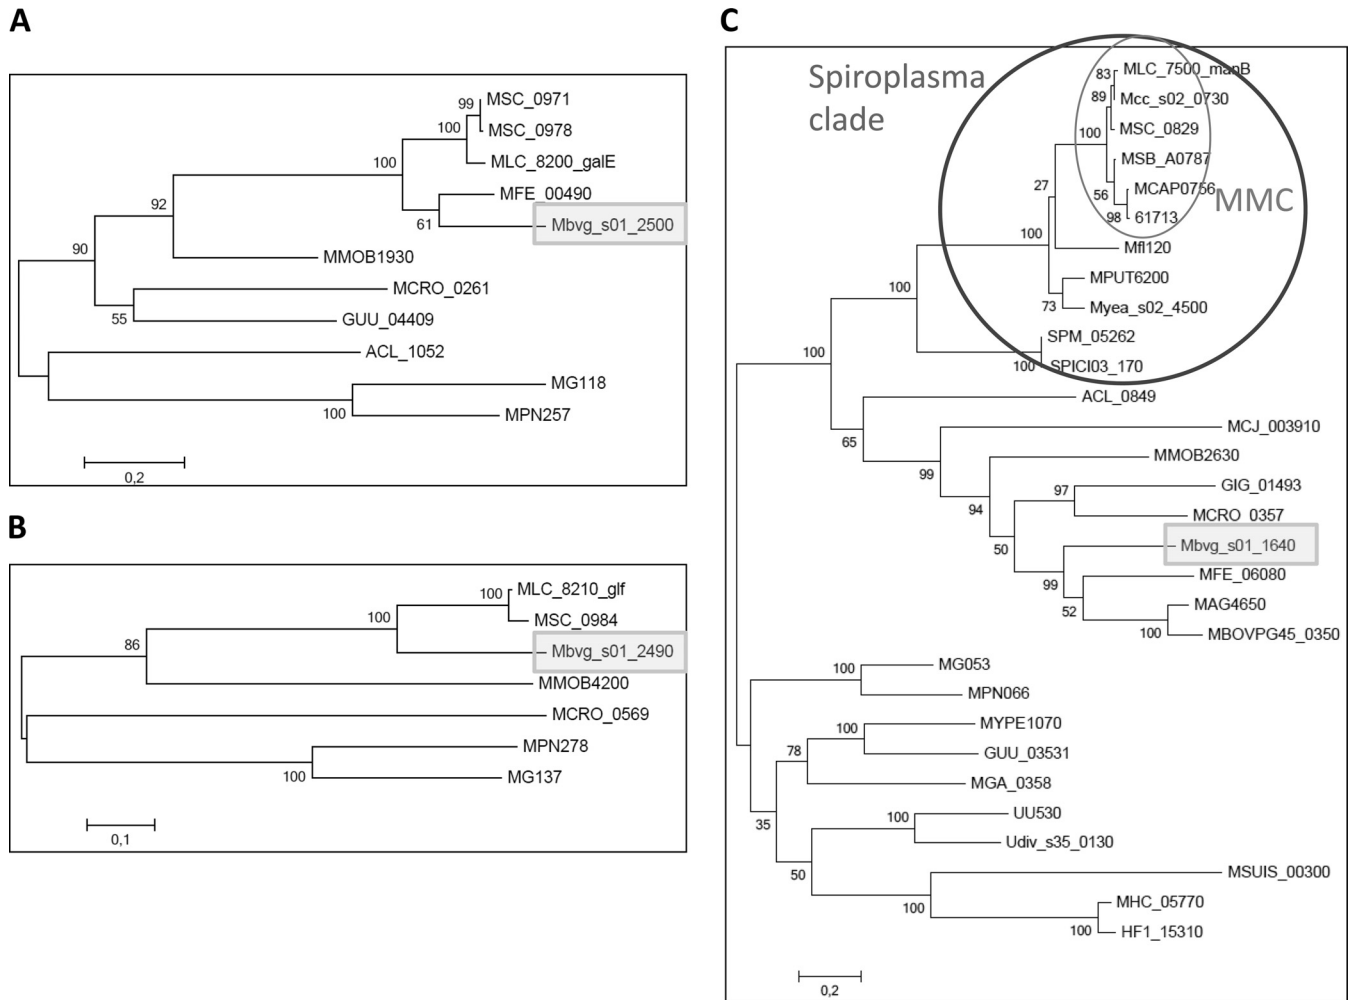 A
99
MSC_0971
100
MSC_0978
100
MLC_8200_galE
MFE_00490
92
61
Mbvg_s01_2500
90
MMOB1930
MCRO_0261
55
GUU_04409
ACL_1052
MG118
100
MPN257
0,2
B
100
MLC_8210_glf
100
MSC_0984
86
Mbvg_s01_2490
MMOB4200
MCRO_0569
MPN278
100
MG137
0,1
C
Spiroplasma
clade
83
MLC_7500_manB
89
Mcc_s02_0730
100
MSC_0829
MSB_A0787
27
56
MCAP0756
MMC
98
61713
100
Mfl120
MPUT6200
100
73
Myea_s02_4500
SPM_05262
100
100
SPICI03_170
ACL_0849
65
MCJ_003910
99
MMOB2630
97
GIG_01493
94
MCRO_0357
50
Mbvg_s01_1640
99
MFE_06080
52
MAG4650
100
MBOVPG45_0350
100
MG053
MPN066
100
MYPE1070
78
GUU_03531
MGA_0358
35
100
UU530
Udiv_s35_0130
50
MSUIS_00300
100
MHC_05770
100
HF1_15310
0,2